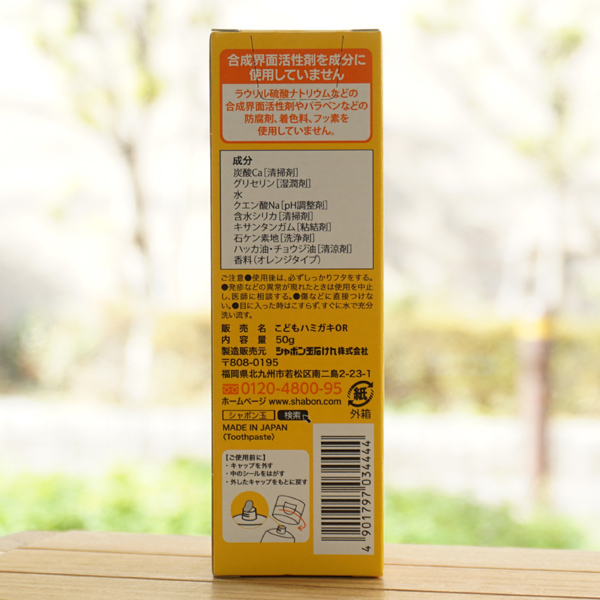 合成界面活性剤を成分に
使用していません
ラウリル硫酸ナトリウムなどの
合成界面活性剤やパラベンなどの
防腐剤、着色料、フッ素を
使用していません。
成分
炭酸Ca［清掃剤］
グリセリン［湿潤剤］
水
クエン酸Na［pH調整剤］
含水シリカ［清掃剤］
キサンタンガム［粘結剤］
石ケン素地［洗浄剤］
ハッカ油・チョウジ油［清涼剤］
香料（オレンジタイプ）
ご注意●使用後は、必ずしっかりフタをする。
●発疹などの異常が現れたときは使用を中止
し、医師に相談する。●傷などに直接つけな
い。●目に入った時はこすらず、すぐに水で充分
洗い流す。
販売名 こどもハミガキOR
内容量 50g
製造販売元 シャボン玉石けん株式会社
〒808-0195
福岡県北九州市若松区南二島2-23-1
0120-4800-95
ホームページ www.shabon.com
シャボン玉 検索
紙
外箱
MADE IN JAPAN
（Toothpaste）
【ご使用前に】
・キャップを外す
・中のシールをはがす
・外したキャップをもとに戻す
4 901797 034444